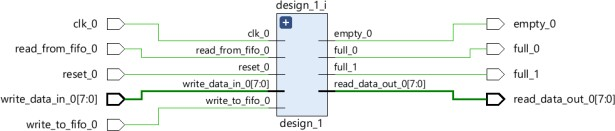 design_1_i
clk_0
clk_0
empty_0
empty_0
read_from_fifo_0
read_from_fifo_0
full_0
full_0
reset_0
reset_0
full_1
full_1
write_data_in_0[7:0]
write_data_in_0[7:0]
read_data_out_0[7:0]
read_data_out_0[7:0]
write_to_fifo_0
write_to_fifo_0
design_1